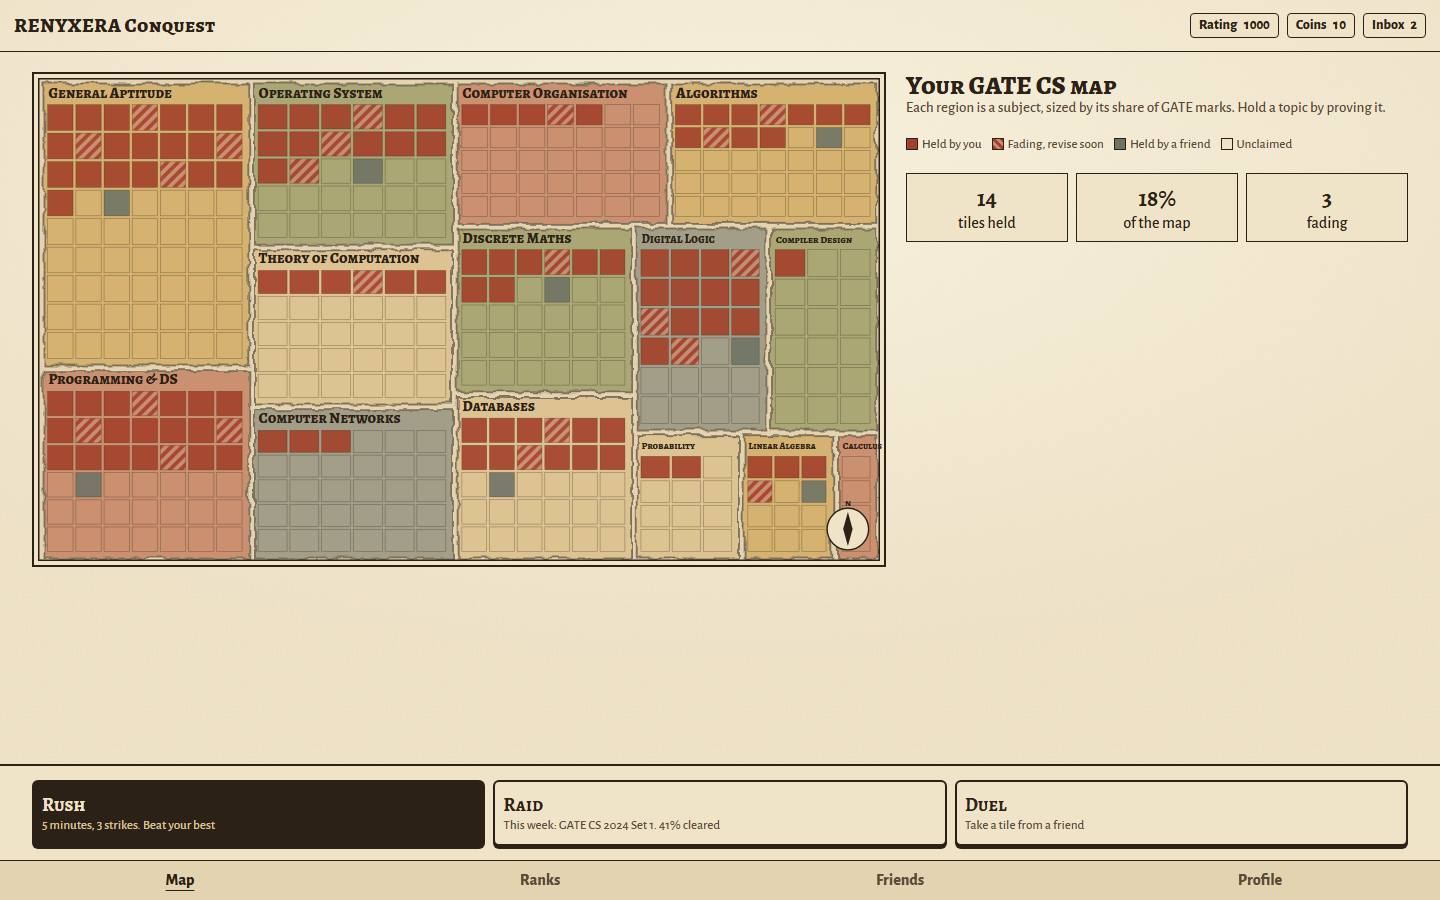 RENYXERA Conquest
Rating 1000
Coins 10
Inbox 2
General Aptitude
Operating System
Computer Organisation
Algorithms
Theory of Computation
Discrete Maths
Digital Logic
Compiler Design
Programming & DS
Computer Networks
Databases
Probability
Linear Algebra
Calculus
N
Your GATE CS map
Each region is a subject, sized by its share of GATE marks. Hold a topic by proving it.
Held by you
Fading, revise soon
Held by a friend
Unclaimed
14
tiles held
18%
of the map
3
fading
Rush
5 minutes, 3 strikes. Beat your best
Raid
This week: GATE CS 2024 Set 1. 41% cleared
Duel
Take a tile from a friend
Map
Ranks
Friends
Profile